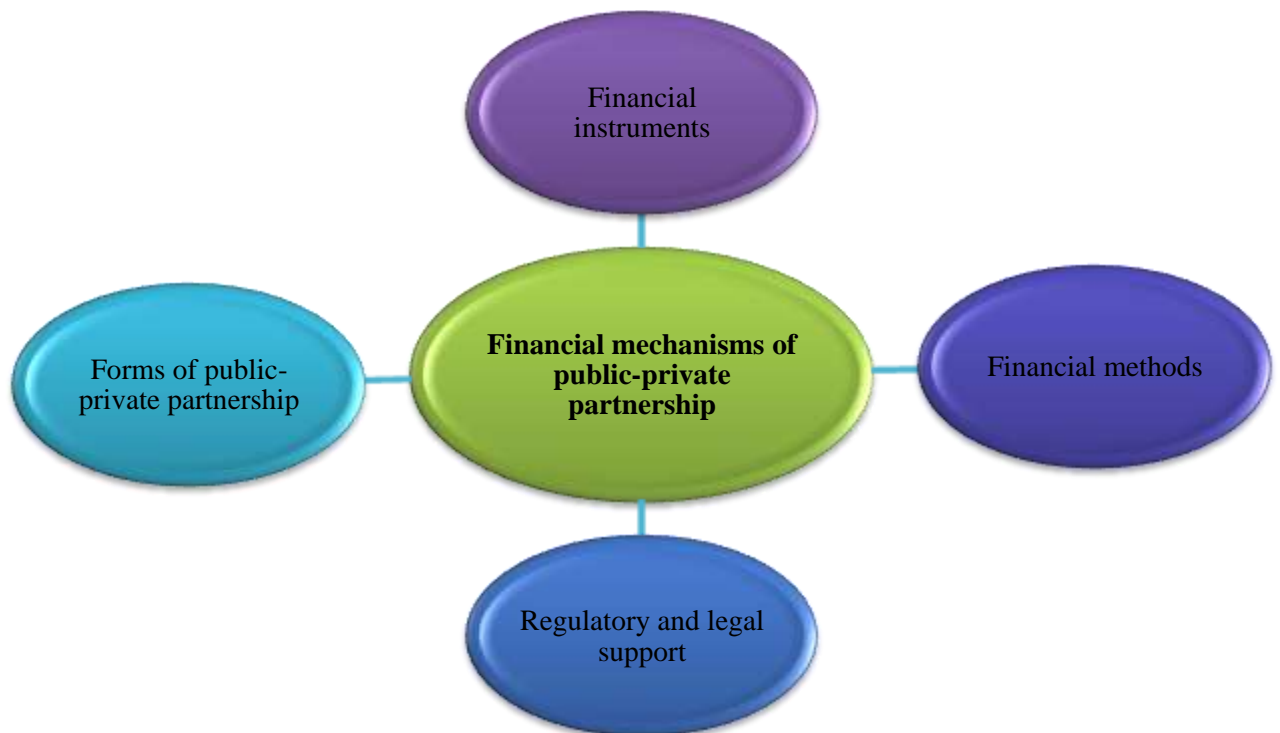 Financial
instruments
Forms of public-
private partnership
Financial mechanisms of
public-private
partnership
Financial methods
Regulatory and legal
support